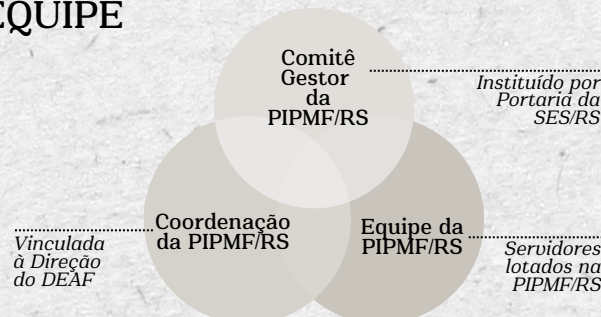 EQUIPE
Comitê
Gestor
da
PIPMF/RS
Instituído por
Portaria da
SES/RS
Coordenação
da PIPMF/RS
Vinculada
à Direção
do DEAF
Equipe da
PIPMF/RS
Servidores
lotados na
PIPMF/RS